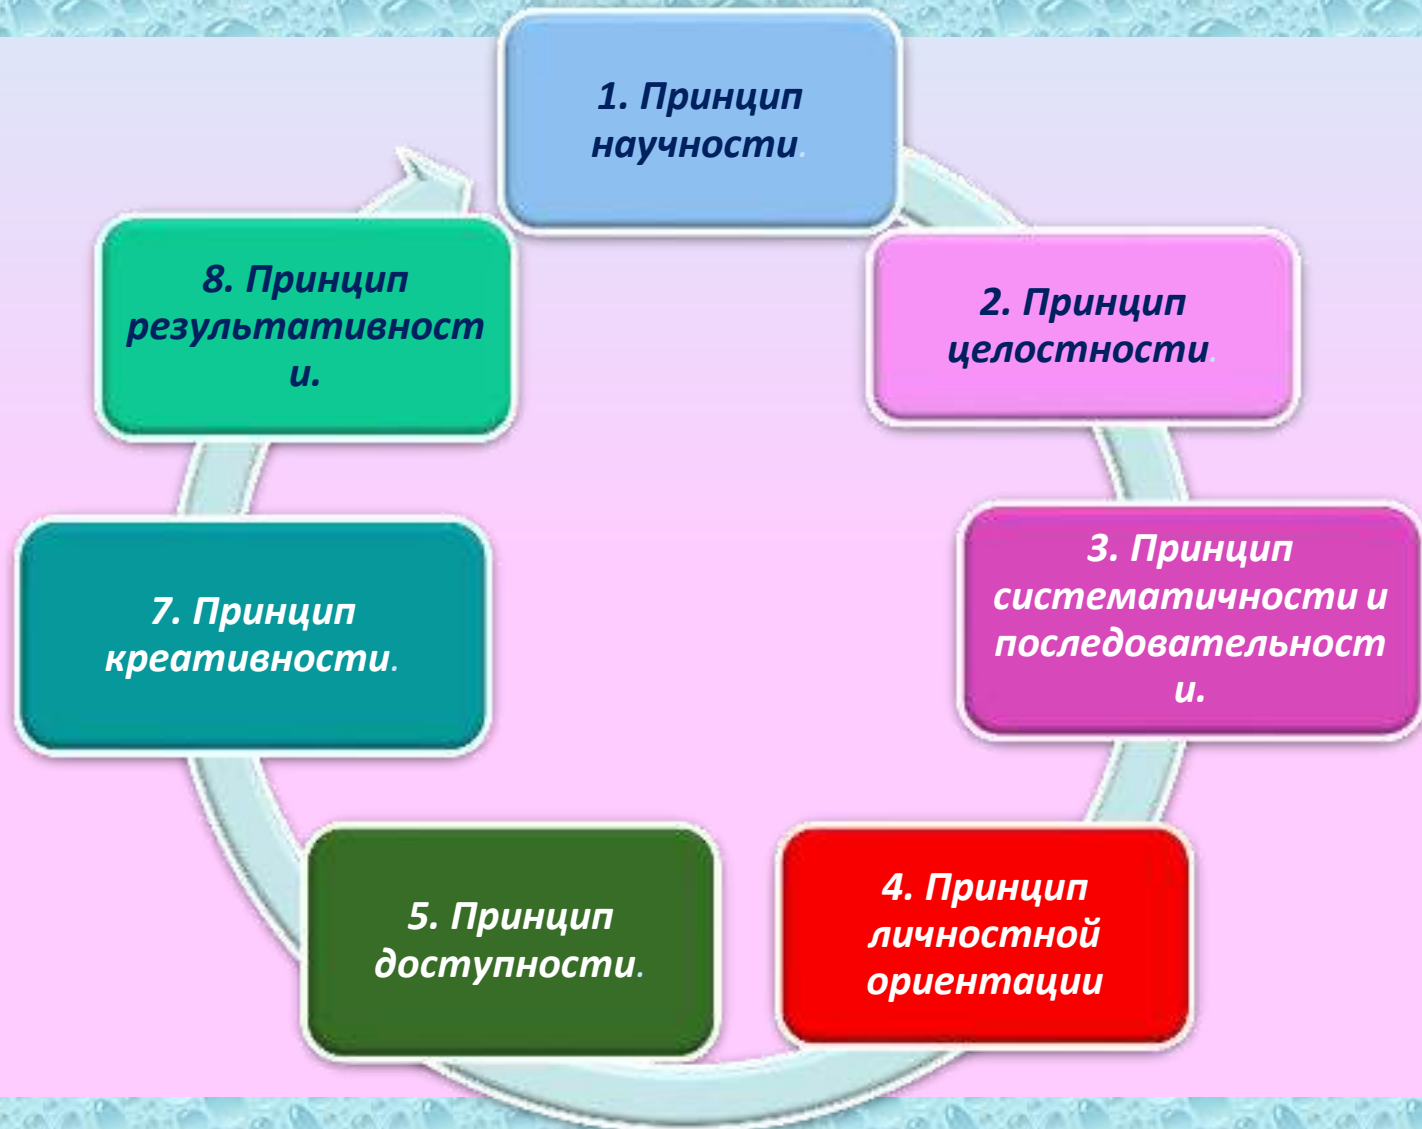 1. Принцип
научности.
2. Принцип
целостности.
3. Принцип
систематичности и
последовательност
и.
4. Принцип
личностной
ориентации
5. Принцип
доступности.
7. Принцип
креативности.
8. Принцип
результативност
и.